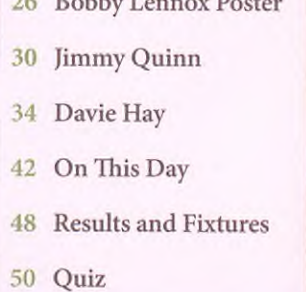 26 Bobby Lennox Poster
30 Jimmy Quinn
34 Davie Hay
42 On This Day
48 Results and Fixtures
50 Quiz